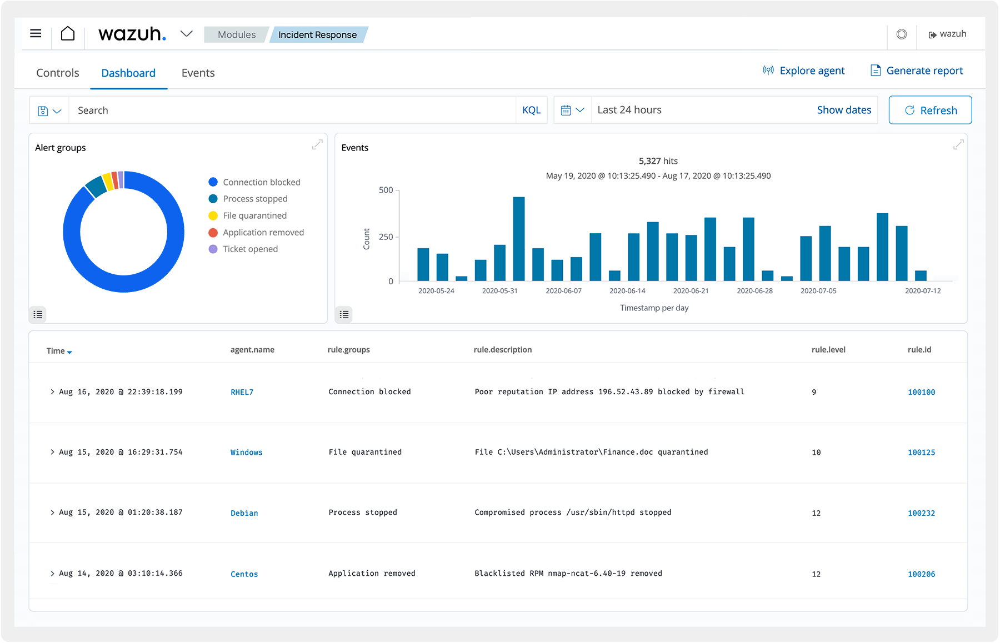 wazuh.
Modules
Incident Response
wazuh
Controls
Dashboard
Events
Explore agent
Generate report
Search
KQL
Last 24 hours
Show dates
Refresh
Alert groups
Connection blocked
Process stopped
File quarantined
Application removed
Ticket opened
Events
5,327 hits
May 19, 2020 @ 10:13:25.490 - Aug 17, 2020 @ 10:13:25.490
500
250
0
Count
2020-05-24 2020-05-31 2020-06-07 2020-06-14 2020-06-21 2020-06-28 2020-07-05 2020-07-12
Timestamp per day
Time agent.name rule.groups rule.description rule.level rule.id
Aug 16, 2020 @ 22:39:18.199 RHEL7 Connection blocked Poor reputation IP address 196.52.43.89 blocked by firewall 9 100100
Aug 15, 2020 @ 16:29:31.754 Windows File quarantined File C:\Users\Administrator\Finance.doc quarantined 10 100125
Aug 15, 2020 @ 01:20:38.187 Debian Process stopped Compromised process /usr/sbin/httpd stopped 12 100232
Aug 14, 2020 @ 03:10:14.366 Centos Application removed Blacklisted RPM nmap-ncat-6.40-19 removed 12 100206